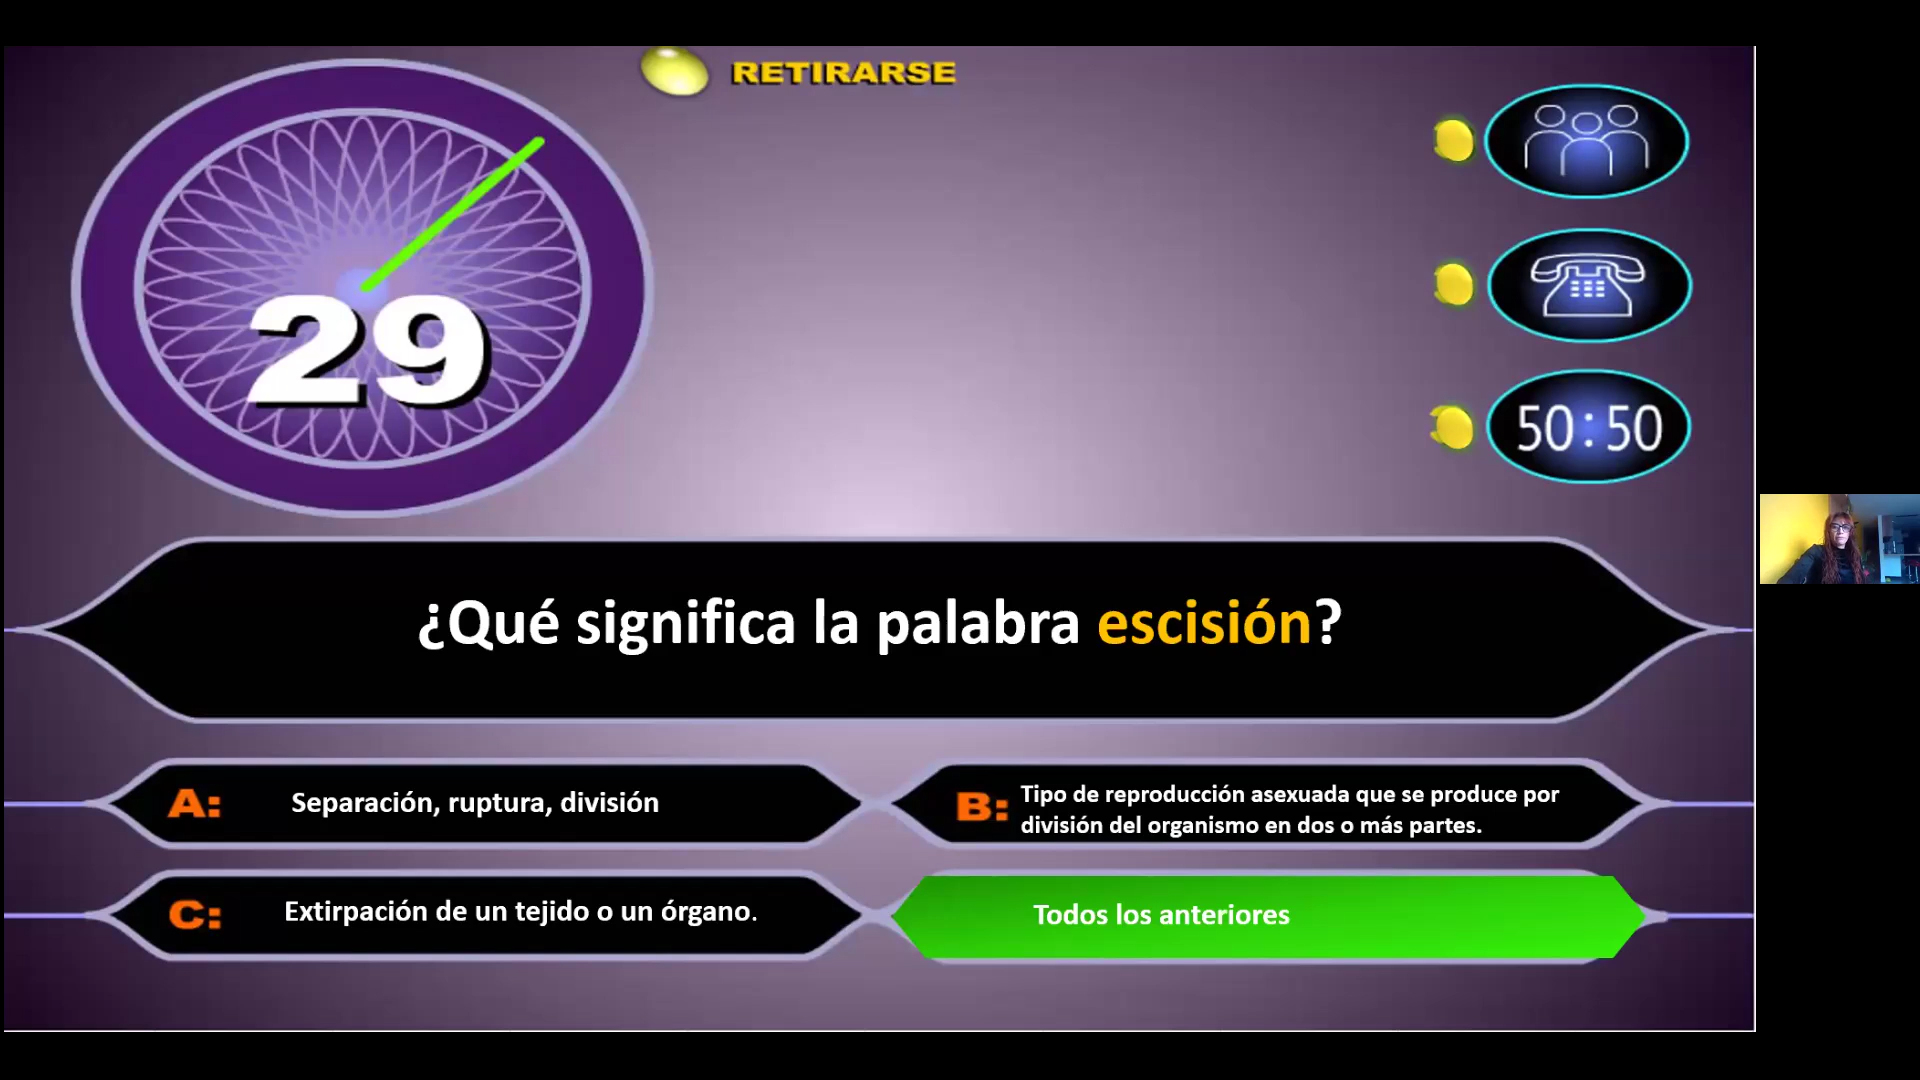 RETIRARSE
29
50:50
¿Qué significa la palabra escisión?
A: Separación, ruptura, división
B: Tipo de reproducción asexuada que se produce por
división del organismo en dos o más partes.
C: Extirpación de un tejido o un órgano.
Todos los anteriores